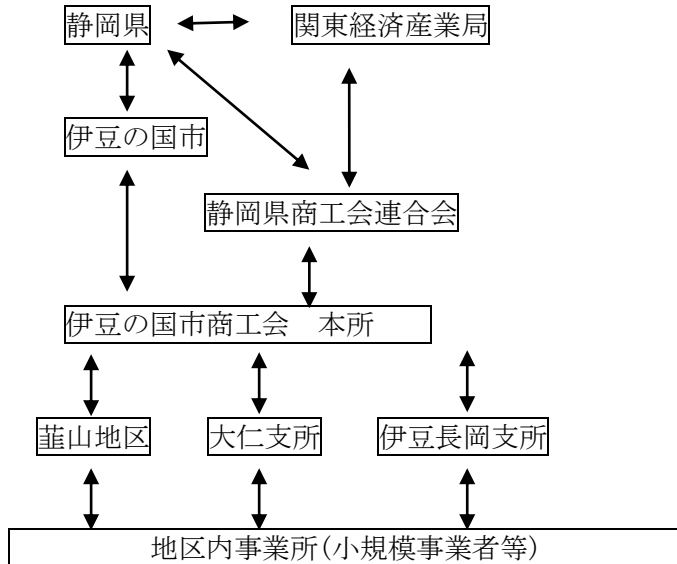 静岡県
関東経済産業局
伊豆の国市
静岡県商工会連合会
伊豆の国市商工会　本所
韮山地区
大仁支所
伊豆長岡支所
地区内事業所(小規模事業者等)